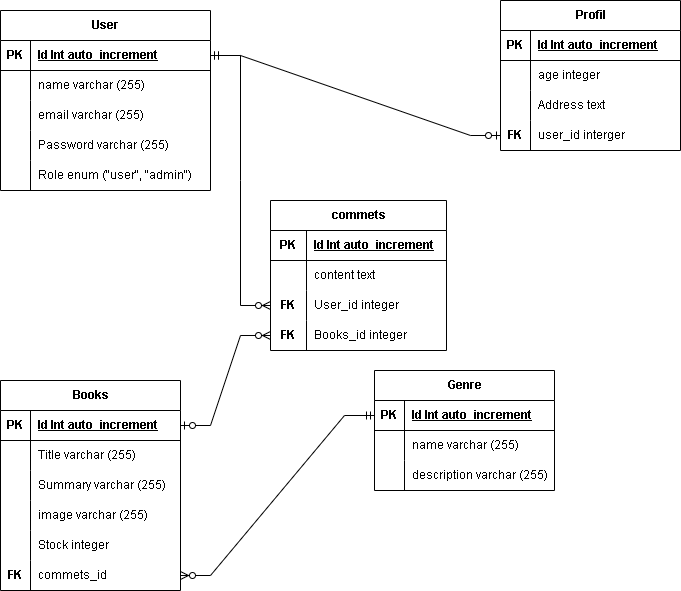 User
PK Id Int auto_increment
name varchar (255)
email varchar (255)
Password varchar (255)
Role enum ("user", "admin")
Profil
PK Id Int auto_increment
age integer
Address text
FK user_id interger
commets
PK Id Int auto_increment
content text
FK User_id integer
FK Books_id integer
Books
PK Id Int auto_increment
Title varchar (255)
Summary varchar (255)
image varchar (255)
Stock integer
FK commets_id
Genre
PK Id Int auto_increment
name varchar (255)
description varchar (255)